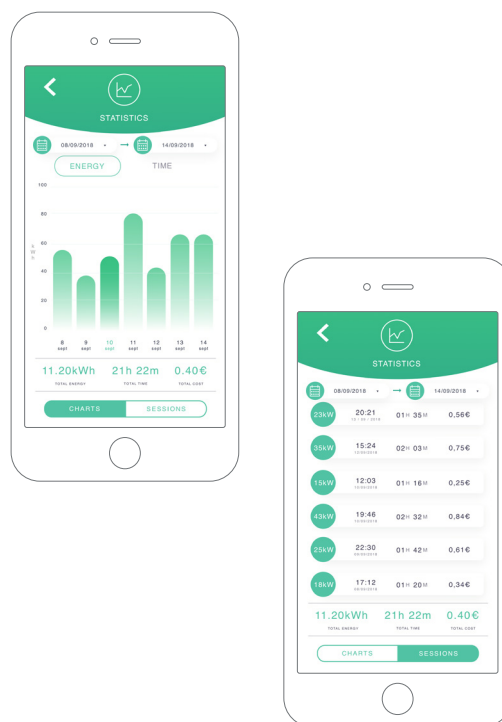 STATISTICS
08/09/2018
14/09/2018
ENERGY TIME
100
80
60
40
20
0
8 9 10 11 12 13 14
sept sept sept sept sept sept sept
11.20kWh 21h 22m 0.40€
TOTAL ENERGY TOTAL TIME TOTAL COST
CHARTS SESSIONS
STATISTICS
08/09/2018
14/09/2018
23kW 20:21 01H 35M 0,56€
35kW 15:24 02H 03M 0,75€
15kW 12:03 01H 16M 0,25€
43kW 19:46 02H 32M 0,84€
25kW 22:30 01H 42M 0,61€
17:12 01H 20M 0,34€
11.20kWh 21h 22m 0.40€
TOTAL ENERGY TOTAL TIME TOTAL COST
CHARTS SESSIONS